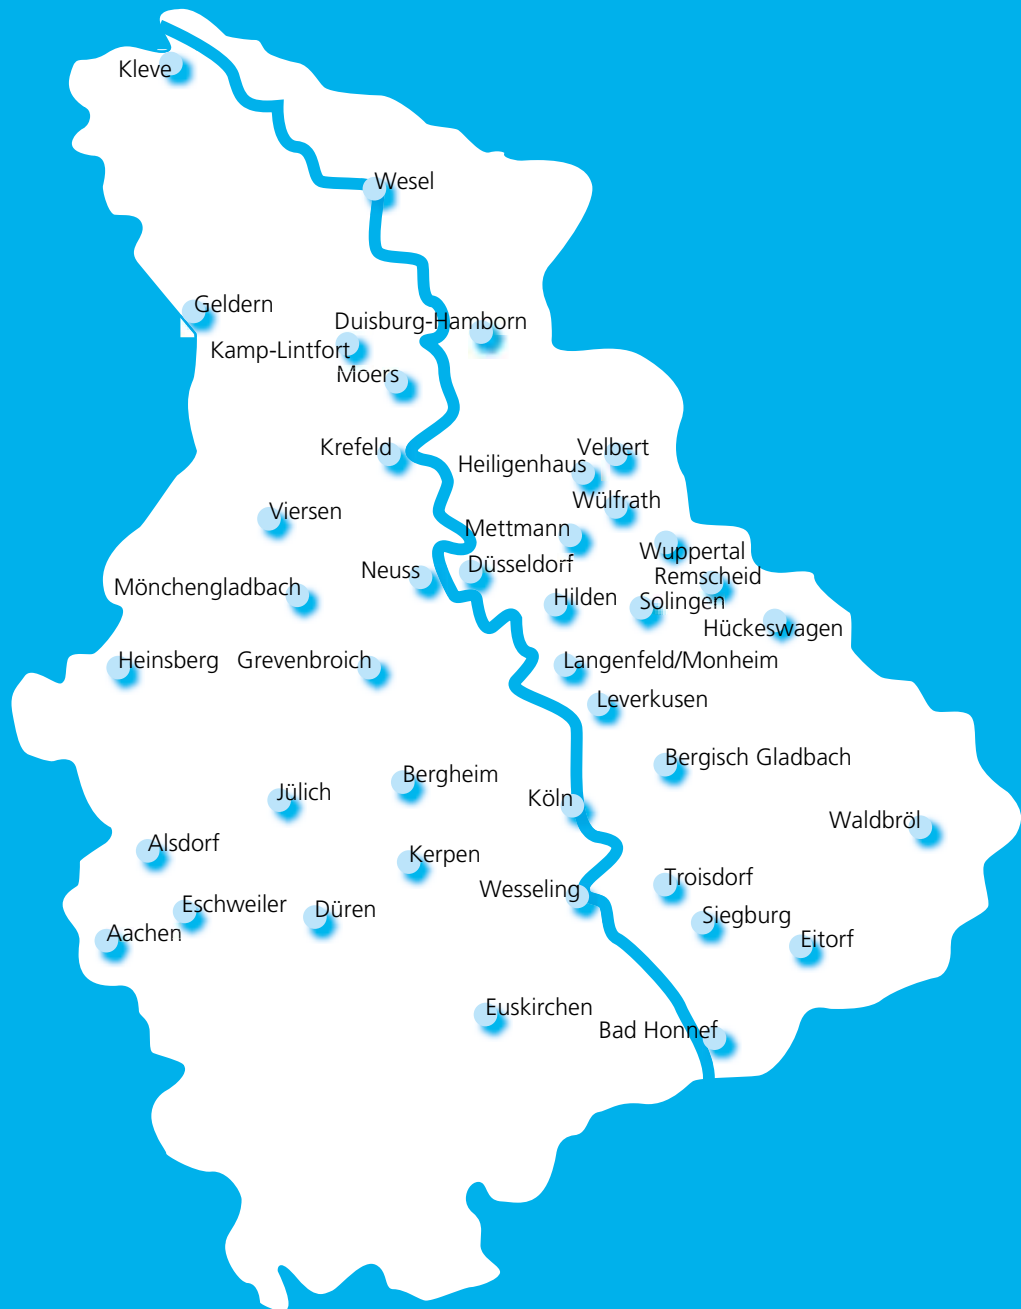 Kleve
Wesel
Geldern
Duisburg-Hamborn
Kamp-Lintfort
Moers
Krefeld
Velbert
Heiligenhaus
Wülfrath
Viersen
Mettmann
Wuppertal
Neuss
Düsseldorf
Remscheid
Mönchengladbach
Hilden
Solingen
Hückeswagen
Heinsberg
Grevenbroich
Langenfeld/Monheim
Leverkusen
Bergisch Gladbach
Bergheim
Jülich
Köln
Waldbröl
Alsdorf
Kerpen
Troisdorf
Wesseling
Eschweiler
Düren
Siegburg
Aachen
Eitorf
Euskirchen
Bad Honnef